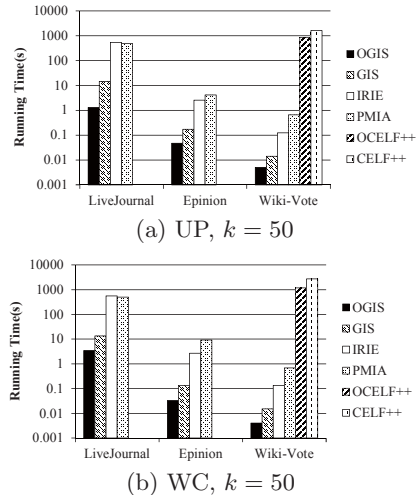 10000
1000
100
10
1
0.1
0.01
0.001
Running Time(s)
LiveJournal Epinion Wiki-Vote
OGIS
GIS
IRIE
PMIA
OCELF++
CELF++
(a) UP, k = 50
10000
1000
100
10
1
0.1
0.01
0.001
Running Time(s)
LiveJournal Epinion Wiki-Vote
OGIS
GIS
IRIE
PMIA
OCELF++
CELF++
(b) WC, k = 50